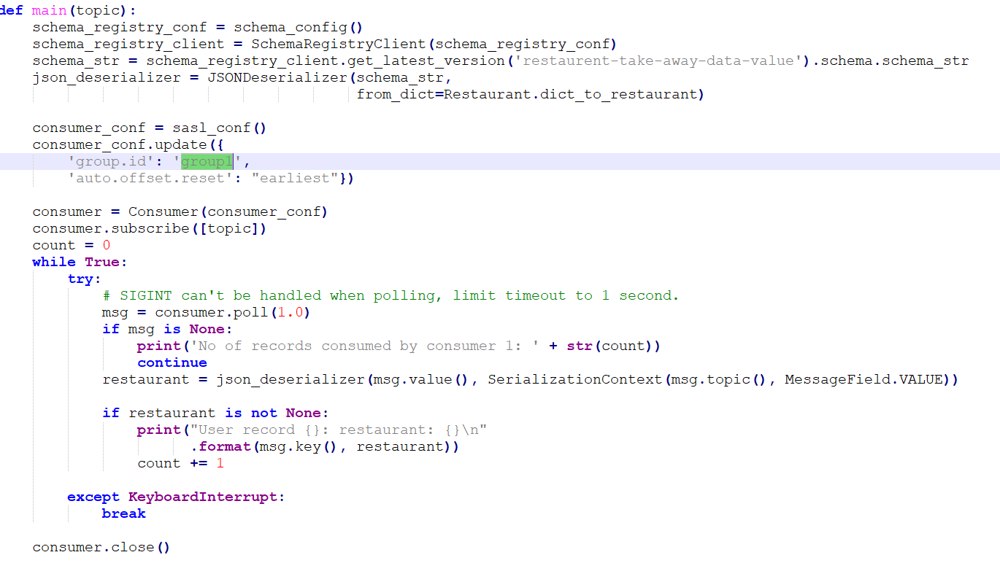 def main(topic):
    schema_registry_conf = schema_config()
    schema_registry_client = SchemaRegistryClient(schema_registry_conf)
    schema_str = schema_registry_client.get_latest_version('restaurent-take-away-data-value').schema.schema_str
    json_deserializer = JSONDeserializer(schema_str,
                                         from_dict=Restaurant.dict_to_restaurant)
    consumer_conf = sasl_conf()
    consumer_conf.update({
        'group.id': 'group1',
        'auto.offset.reset': "earliest"})
    consumer = Consumer(consumer_conf)
    consumer.subscribe([topic])
    count = 0
    while True:
        try:
            # SIGINT can't be handled when polling, limit timeout to 1 second.
            msg = consumer.poll(1.0)
            if msg is None:
                print('No of records consumed by consumer 1: ' + str(count))
                continue
            restaurant = json_deserializer(msg.value(), SerializationContext(msg.topic(), MessageField.VALUE))
            if restaurant is not None:
                print("User record {}: restaurant: {}\n"
                      .format(msg.key(), restaurant))
                count += 1
        except KeyboardInterrupt:
            break
    consumer.close()